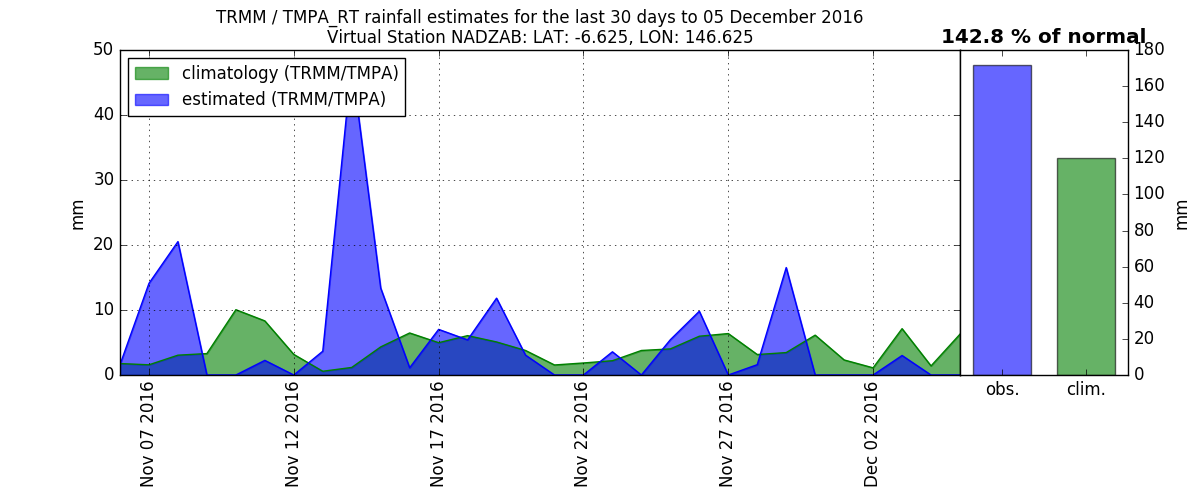 TRMM / TMPA_RT rainfall estimates for the last 30 days to 05 December 2016
Virtual Station NADZAB: LAT: -6.625, LON: 146.625
142.8 % of normal
climatology (TRMM/TMPA)
estimated (TRMM/TMPA)
50
40
30
20
10
0
mm
Nov 07 2016
Nov 12 2016
Nov 17 2016
Nov 22 2016
Nov 27 2016
Dec 02 2016
obs.
clim.
180
160
140
120
100
80
60
40
20
0
mm